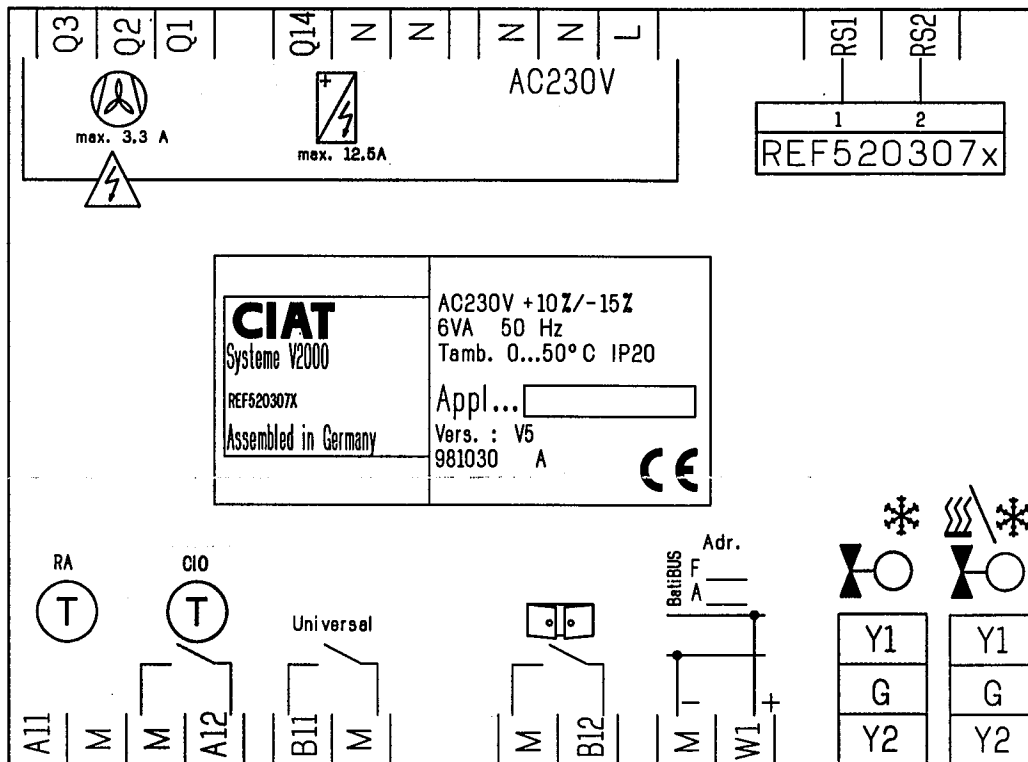 Q3 Q2 Q1 Q14 N N N N L RS1 RS2
AC230V
max. 3,3 A
max. 12.5A
1 2
REF520307x
CIAT
Systeme V2000
REF520307X
Assembled in Germany
AC230V +10%/-15%
6VA 50 Hz
Tamb. 0...50°C IP20
Appl...
Vers. : V5
981030 A
CE
RA
T
CIO
T
Universal
BatiBUS
Adr.
F
A
- +
A11 M M A12 B11 M M B12 M W1
Y1
G
Y2
Y1
G
Y2